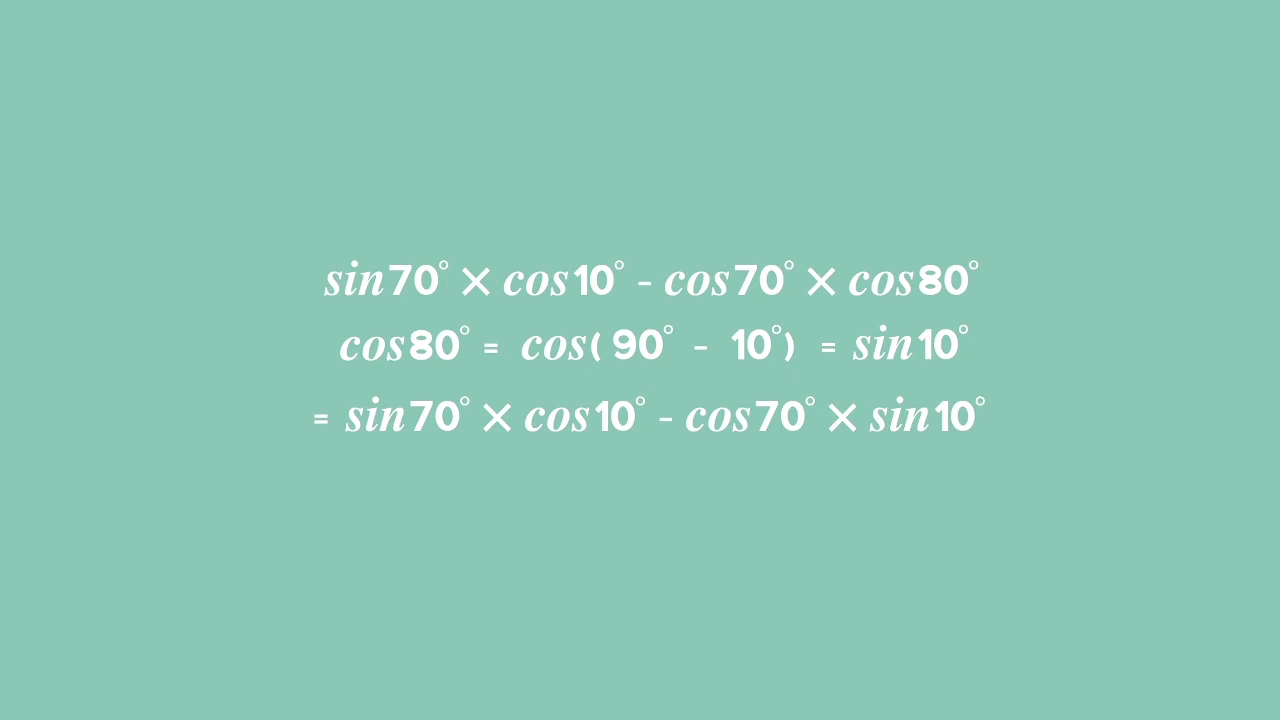 sin70° × cos10° - cos70° × cos80°
cos80° = cos( 90° - 10°) = sin10°
= sin70° × cos10° - cos70° × sin10°